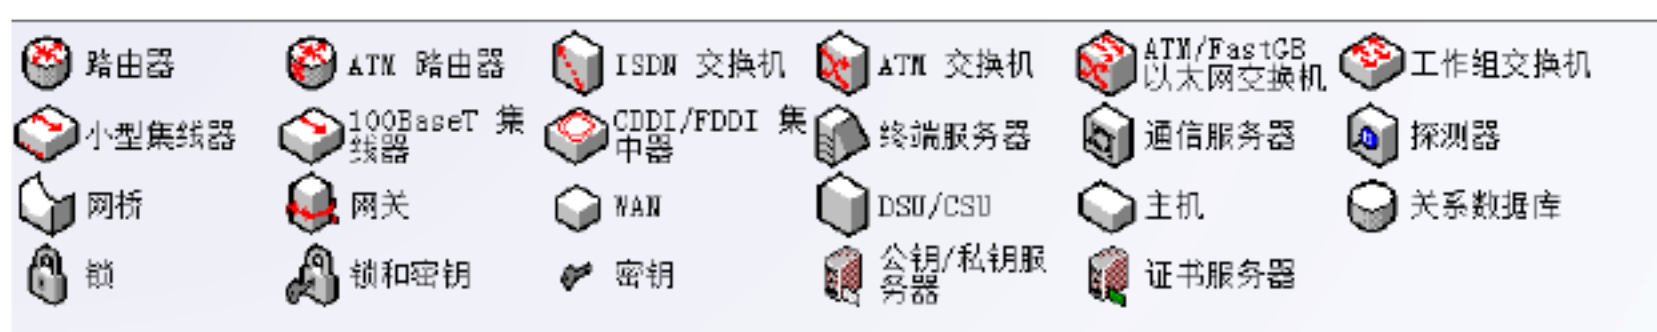 路由器
ATM 路由器
ISDN 交换机
ATM 交换机
ATM/FastGB
以太网交换机
工作组交换机
小型集线器
100BaseT 集
线器
CDDI/FDDI 集
中器
终端服务器
通信服务器
探测器
网桥
网关
WAN
DSU/CSU
主机
关系数据库
锁
锁和密钥
密钥
公钥/私钥服
务器
证书服务器